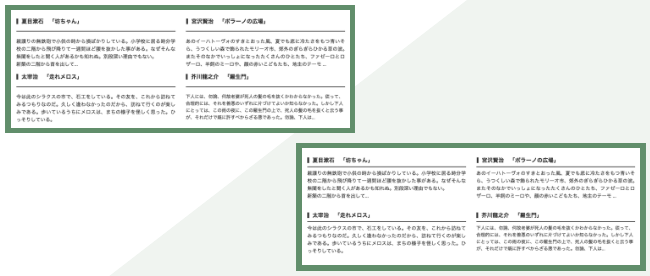 夏目漱石 「坊ちゃん」
親譲りの無鉄砲で小供の時から損ばかりしている。小学校に居る時分学
校の二階から飛び降りて一週間ほど腰を抜かした事がある。なぜそんな
無闇をしたと聞く人があるかも知れぬ。別段深い理由でもない。
新築の二階から首を出して…
宮沢賢治 「ポラーノの広場」
あのイーハトーヴォのすきとおった風、夏でも底に冷たさをもつ青いそ
ら、うつくしい森で飾られたモリーオ市、郊外のぎらぎらひかる草の波。
またそのなかでいっしょになったたくさんのひとたち、ファゼーロとロ
ザーロ、羊飼のミーロや、顔の赤いこどもたち、地主のテーモ …
太宰治 「走れメロス」
今は此のシラクスの市で、石工をしている。その友を、これから訪ねて
みるつもりなのだ。久しく逢わなかったのだから、訪ねて行くのが楽し
みである。歩いているうちにメロスは、まちの様子を怪しく思った。ひ
っそりしている。
芥川龍之介 「羅生門」
下人には、勿論、何故老婆が死人の髪の毛を抜くかわからなかった。従って、
合理的には、それを善悪のいずれに片づけてよいか知らなかった。しかし下人
にとっては、この雨の夜に、この羅生門の上で、死人の髪の毛を抜くと云う事
が、それだけで既に許すべからざる悪であった。勿論、下人は…
夏目漱石 「坊ちゃん」
親譲りの無鉄砲で小供の時から損ばかりしている。小学校に居る時分学
校の二階から飛び降りて一週間ほど腰を抜かした事がある。なぜそんな
無闇をしたと聞く人があるかも知れぬ。別段深い理由でもない。
新築の二階から首を出して…
宮沢賢治 「ポラーノの広場」
あのイーハトーヴォのすきとおった風、夏でも底に冷たさをもつ青いそ
ら、うつくしい森で飾られたモリーオ市、郊外のぎらぎらひかる草の波。
またそのなかでいっしょになったたくさんのひとたち、ファゼーロとロ
ザーロ、羊飼のミーロや、顔の赤いこどもたち、地主のテーモ …
太宰治 「走れメロス」
今は此のシラクスの市で、石工をしている。その友を、これから訪ねて
みるつもりなのだ。久しく逢わなかったのだから、訪ねて行くのが楽し
みである。歩いているうちにメロスは、まちの様子を怪しく思った。ひ
っそりしている。
芥川龍之介 「羅生門」
下人には、勿論、何故老婆が死人の髪の毛を抜くかわからなかった。従って、
合理的には、それを善悪のいずれに片づけてよいか知らなかった。しかし下人
にとっては、この雨の夜に、この羅生門の上で、死人の髪の毛を抜くと云う事
が、それだけで既に許すべからざる悪であった。勿論、下人は…